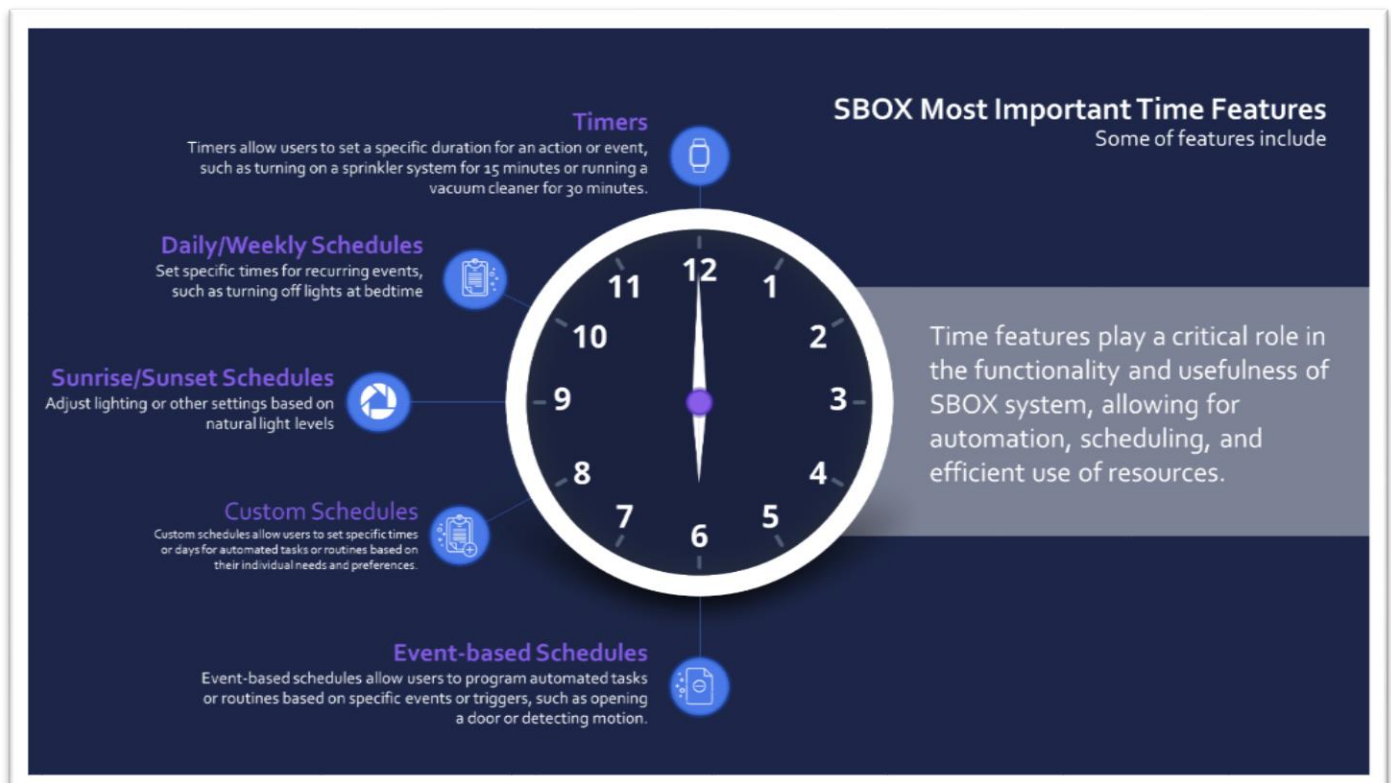 SBOX Most Important Time Features
Some of features include
Timers
Timers allow users to set a specific duration for an action or event,
such as turning on a sprinkler system for 15 minutes or running a
vacuum cleaner for 30 minutes.
Daily/Weekly Schedules
Set specific times for recurring events,
such as turning off lights at bedtime
Sunrise/Sunset Schedules
Adjust lighting or other settings based on
natural light levels
Custom Schedules
Custom schedules allow users to set specific times
or days for automated tasks or routines based on
their individual needs and preferences.
Event-based Schedules
Event-based schedules allow users to program automated tasks
or routines based on specific events or triggers, such as opening
a door or detecting motion.
12
1
2
3
4
5
6
7
8
9
10
11
Time features play a critical role in
the functionality and usefulness of
SBOX system, allowing for
automation, scheduling, and
efficient use of resources.